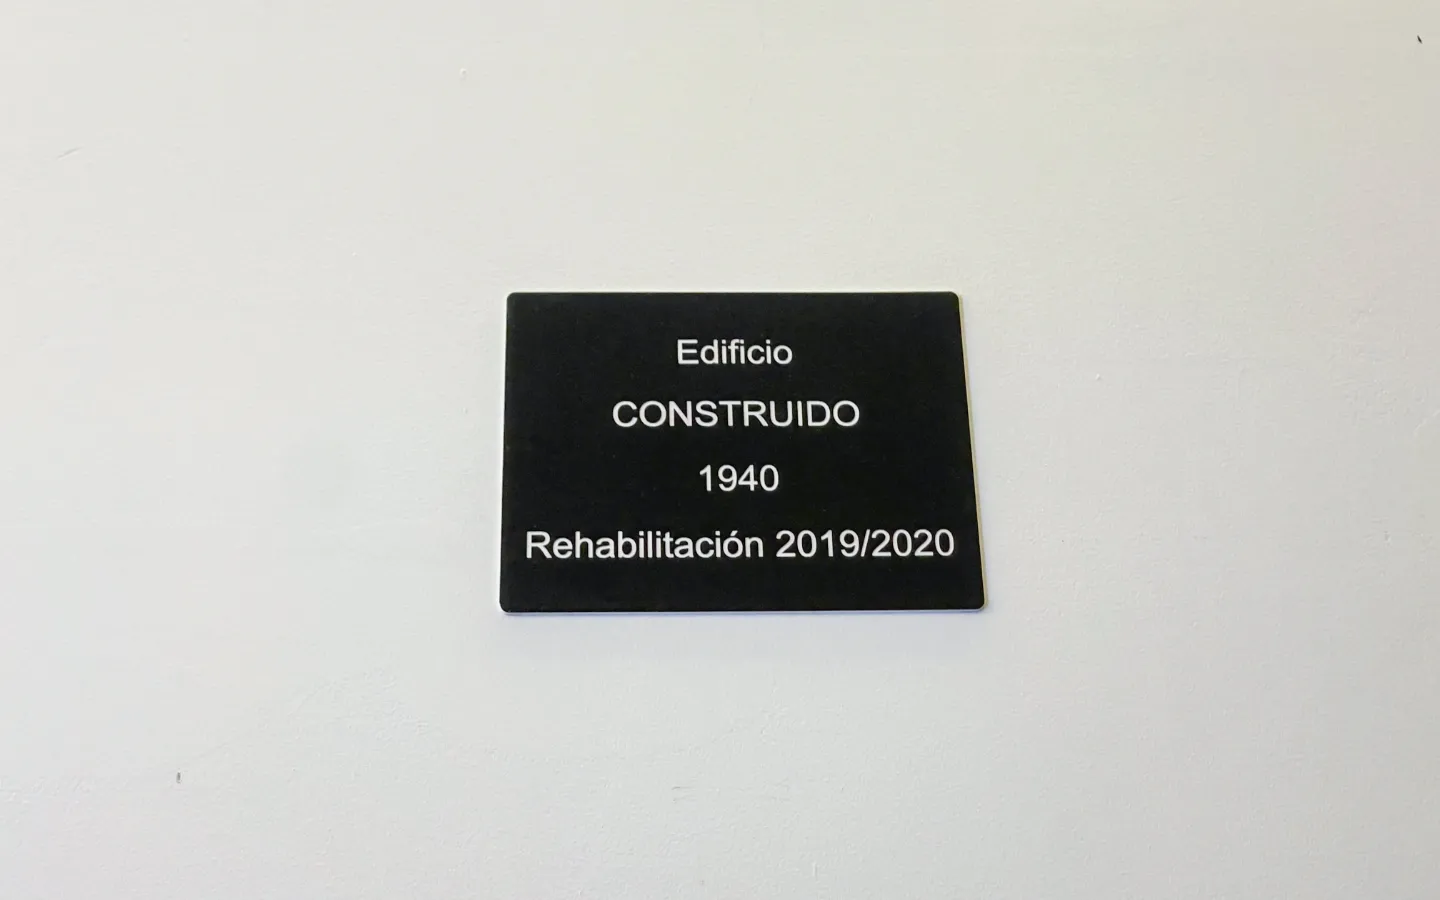 Edificio
CONSTRUIDO
1940
Rehabilitación 2019/2020